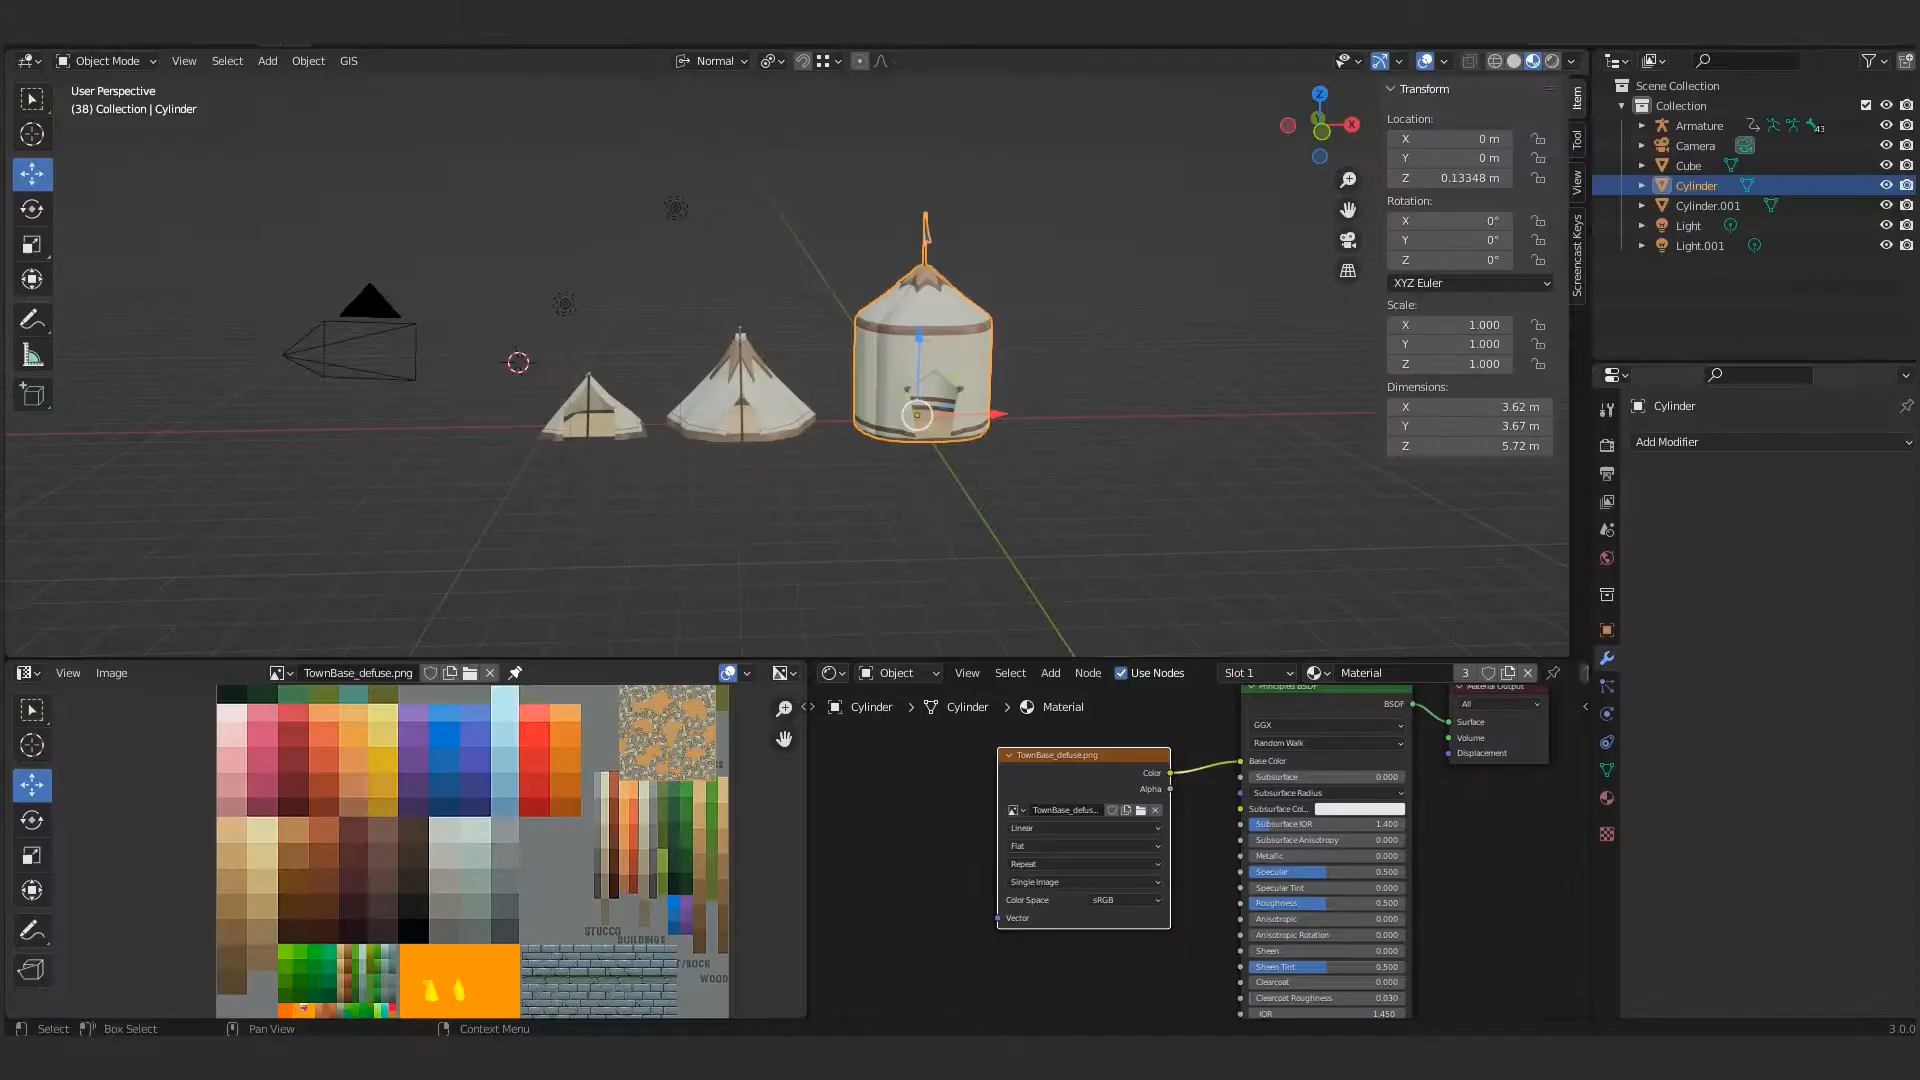 Object Mode
View
Select
Add
Object
GIS
Normal
User Perspective
(38) Collection | Cylinder
Z
X
Transform
Location:
X 0 m
Y 0 m
Z 0.13348 m
Rotation:
X 0°
Y 0°
Z 0°
XYZ Euler
Scale:
X 1.000
Y 1.000
Z 1.000
Dimensions:
X 3.62 m
Y 3.67 m
Z 5.72 m
Item
Tool
View
Screencast Keys
Scene Collection
Collection
Armature 43
Camera
Cube
Cylinder
Cylinder.001
Light
Light.001
Cylinder
Add Modifier
View
Image
TownBase_defuse.png
STUCCO
BUILDINGS
T/ROCK
WOOD
Object
View
Select
Add
Node
Use Nodes
Slot 1
Material
3
Cylinder > Cylinder > Material
TownBase_defuse.png
Color
Alpha
TownBase_defus...
Linear
Flat
Repeat
Single Image
Color Space sRGB
Vector
Principled BSDF
BSDF
GGX
Random Walk
Base Color
Subsurface 0.000
Subsurface Radius
Subsurface Col...
Subsurface IOR 1.400
Subsurface Anisotropy 0.000
Metallic 0.000
Specular 0.500
Specular Tint 0.000
Roughness 0.500
Anisotropic 0.000
Anisotropic Rotation 0.000
Sheen 0.000
Sheen Tint 0.500
Clearcoat 0.000
Clearcoat Roughness 0.030
IOR 1.450
Material Output
All
Surface
Volume
Displacement
Select
Box Select
Pan View
Context Menu
3.0.0